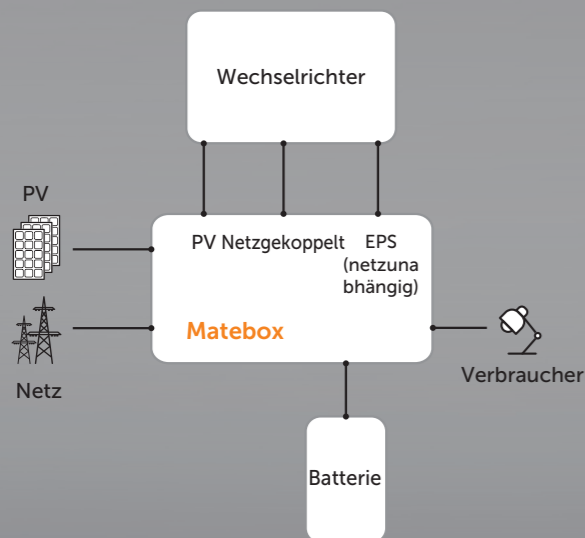 Wechselrichter
PV
PV Netzgekoppelt
EPS
(netzuna
bhängig)
Matebox
Netz
Verbraucher
Batterie